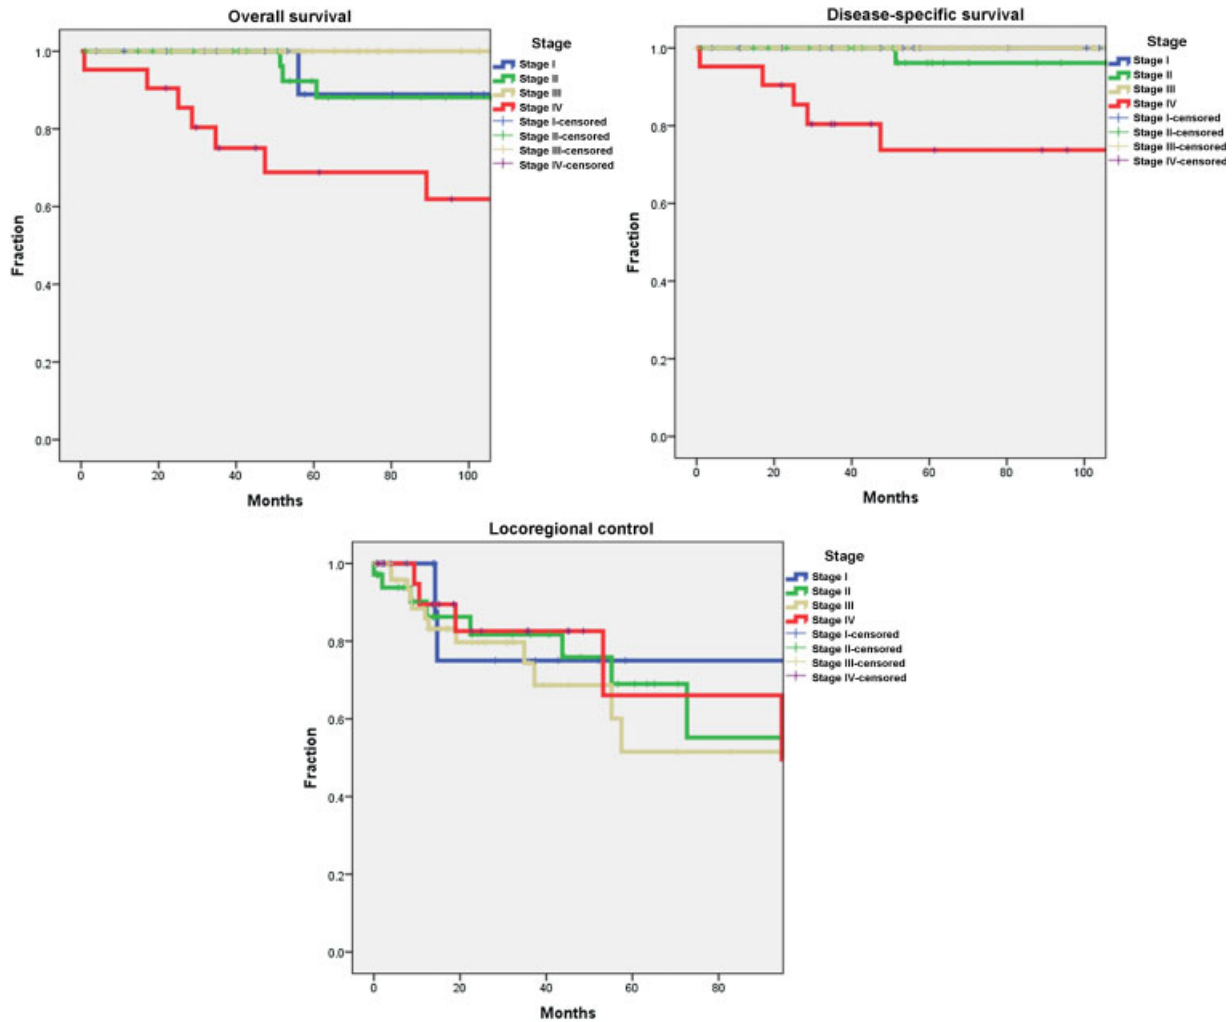 Overall survival
1.0
0.8
0.6
0.4
0.2
0.0
Fraction
0 20 40 60 80 100
Months
Stage
Stage I
Stage II
Stage III
Stage IV
Stage I-censored
Stage II-censored
Stage III-censored
Stage IV-censored
Disease-specific survival
1.0
0.8
0.6
0.4
0.2
0.0
Fraction
0 20 40 60 80 100
Months
Stage
Stage I
Stage II
Stage III
Stage IV
Stage I-censored
Stage II-censored
Stage III-censored
Stage IV-censored
Locoregional control
1.0
0.8
0.6
0.4
0.2
0.0
Fraction
0 20 40 60 80
Months
Stage
Stage I
Stage II
Stage III
Stage IV
Stage I-censored
Stage II-censored
Stage III-censored
Stage IV-censored